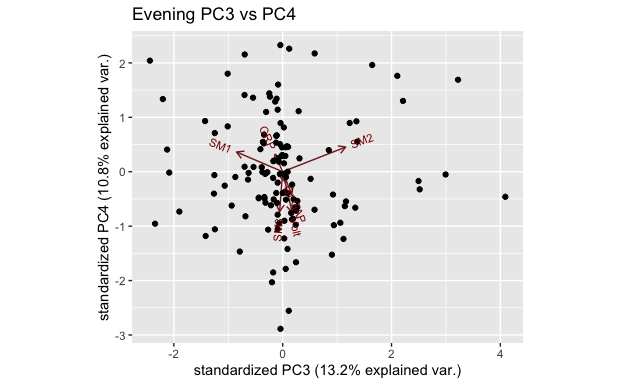 Evening PC3 vs PC4
standardized PC4 (10.8% explained var.)
2
1
0
-1
-2
-3
SM1
SM2
-2
0
2
4
standardized PC3 (13.2% explained var.)